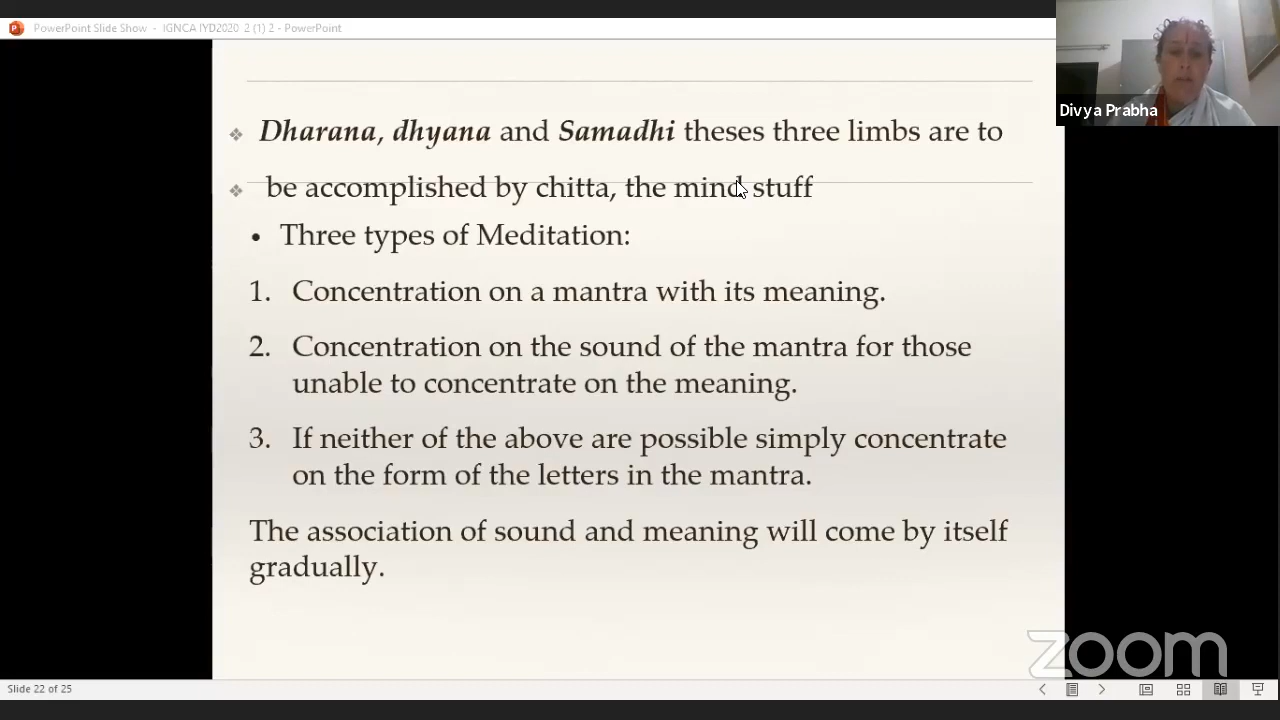 PowerPoint Slide Show - IGNCA IYD2020 2 (1) 2 - PowerPoint
Divya Prabha
Dharana, dhyana and Samadhi theses three limbs are to
be accomplished by chitta, the mind stuff
• Three types of Meditation:
1. Concentration on a mantra with its meaning.
2. Concentration on the sound of the mantra for those
unable to concentrate on the meaning.
3. If neither of the above are possible simply concentrate
on the form of the letters in the mantra.
The association of sound and meaning will come by itself
gradually.
zoom
Slide 22 of 25